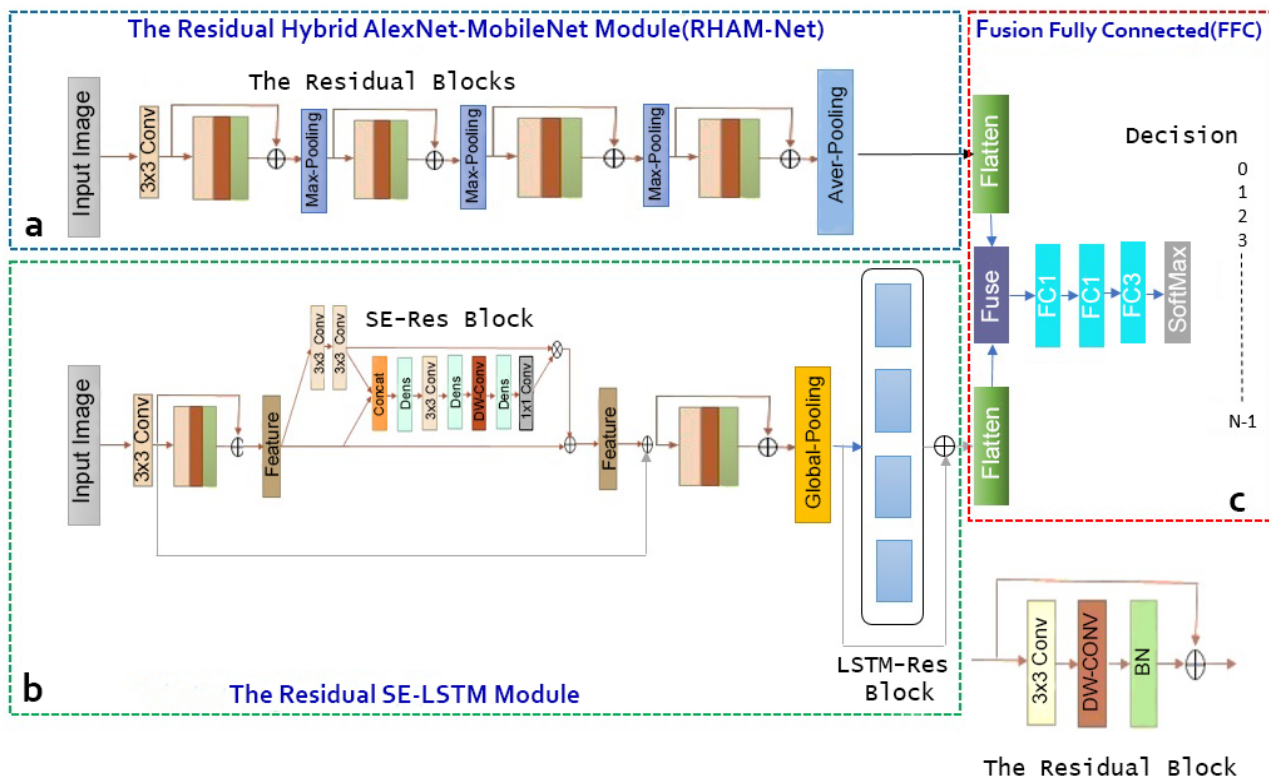 The Residual Hybrid AlexNet-MobileNet Module(RHAM-Net)
The Residual Blocks
Input Image
3x3 Conv
Max-Pooling
Max-Pooling
Max-Pooling
Aver-Pooling
a
Fusion Fully Connected(FFC)
Flatten
Fuse
Flatten
FC1
FC1
FC3
SoftMax
Decision
0
1
2
3
N-1
c
SE-Res Block
Input Image
3x3 Conv
Feature
3x3 Conv
3x3 Conv
Concat
Dens
3x3 Conv
Dens
DW-Conv
Dens
1x1 Conv
Feature
Global-Pooling
LSTM-Res
Block
b
The Residual SE-LSTM Module
3x3 Conv
DW-CONV
BN
The Residual Block